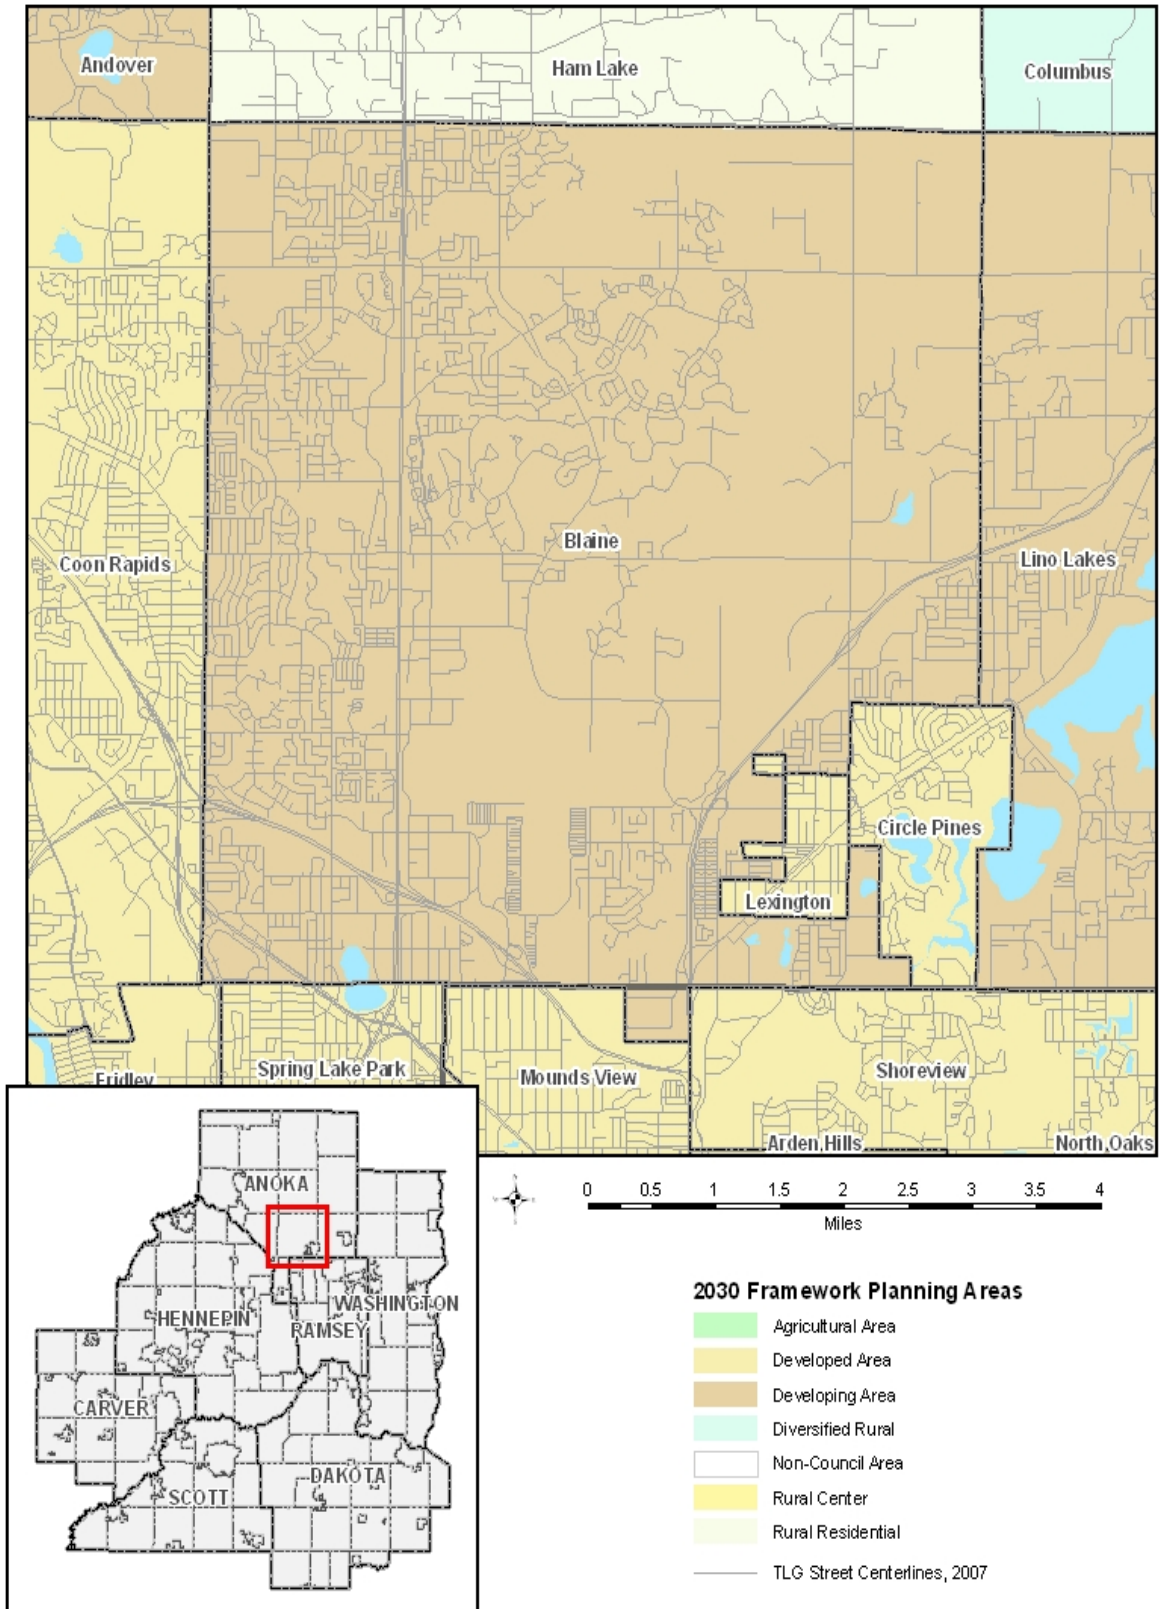 Andover
Ham Lake
Columbus
Blaine
Coon Rapids
Lino Lakes
Circle Pines
Lexington
Fridley
Spring Lake Park
Mounds View
Shoreview
Arden Hills
North Oaks
ANOKA
WASHINGTON
HENNEPIN
RAMSEY
CARVER
DAKOTA
SCOTT
0 0.5 1 1.5 2 2.5 3 3.5 4
Miles
2030 Framework Planning Areas
Agricultural Area
Developed Area
Developing Area
Diversified Rural
Non-Council Area
Rural Center
Rural Residential
TLG Street Centerlines, 2007